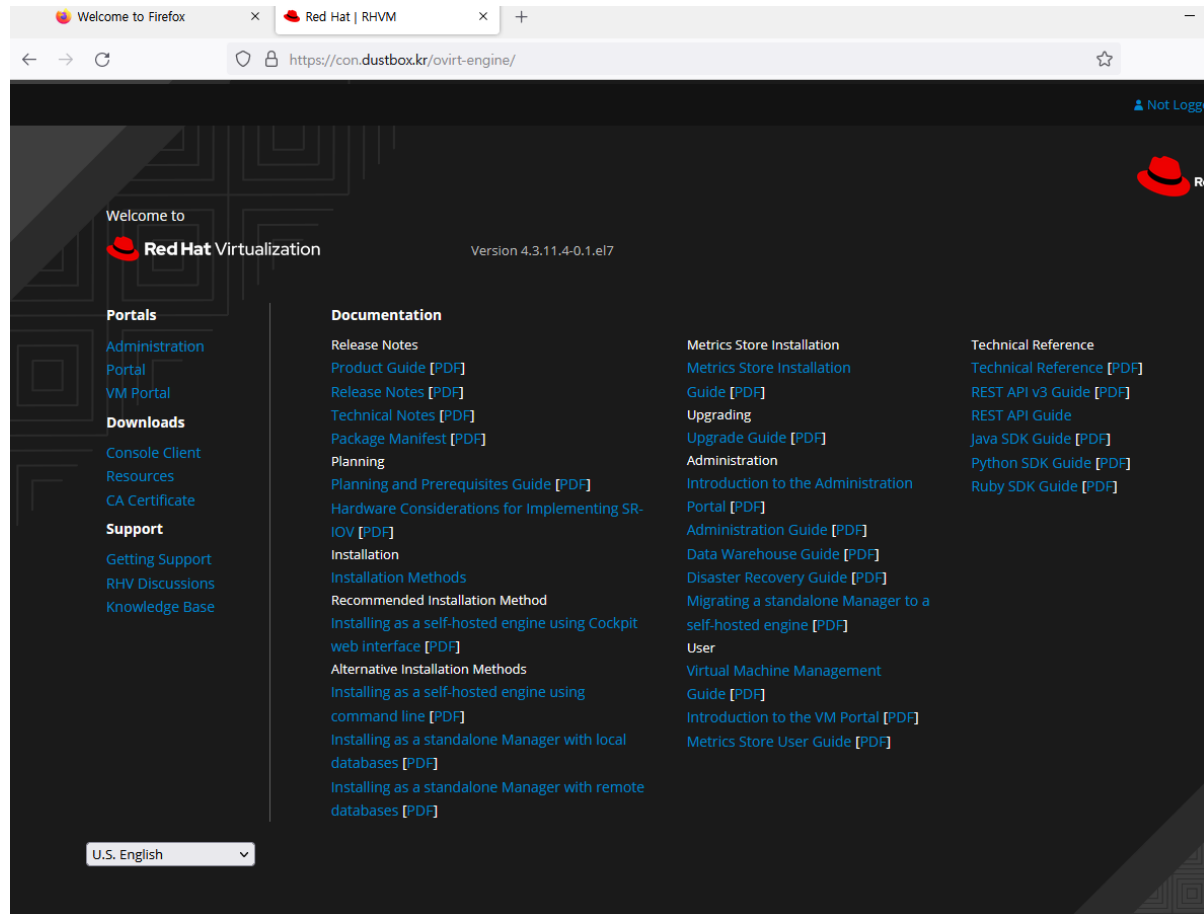 Welcome to Firefox
Red Hat | RHVM
https://con.dustbox.kr/ovirt-engine/
Not Logge
Welcome to
Red Hat Virtualization
Version 4.3.11.4-0.1.el7
Portals
Administration
Portal
VM Portal
Downloads
Console Client
Resources
CA Certificate
Support
Getting Support
RHV Discussions
Knowledge Base
Documentation
Release Notes
Product Guide [PDF]
Release Notes [PDF]
Technical Notes [PDF]
Package Manifest [PDF]
Planning
Planning and Prerequisites Guide [PDF]
Hardware Considerations for Implementing SR-
IOV [PDF]
Installation
Installation Methods
Recommended Installation Method
Installing as a self-hosted engine using Cockpit
web interface [PDF]
Alternative Installation Methods
Installing as a self-hosted engine using
command line [PDF]
Installing as a standalone Manager with local
databases [PDF]
Installing as a standalone Manager with remote
databases [PDF]
Metrics Store Installation
Metrics Store Installation
Guide [PDF]
Upgrading
Upgrade Guide [PDF]
Administration
Introduction to the Administration
Portal [PDF]
Administration Guide [PDF]
Data Warehouse Guide [PDF]
Disaster Recovery Guide [PDF]
Migrating a standalone Manager to a
self-hosted engine [PDF]
User
Virtual Machine Management
Guide [PDF]
Introduction to the VM Portal [PDF]
Metrics Store User Guide [PDF]
Technical Reference
Technical Reference [PDF]
REST API v3 Guide [PDF]
REST API Guide
Java SDK Guide [PDF]
Python SDK Guide [PDF]
Ruby SDK Guide [PDF]
U.S. English